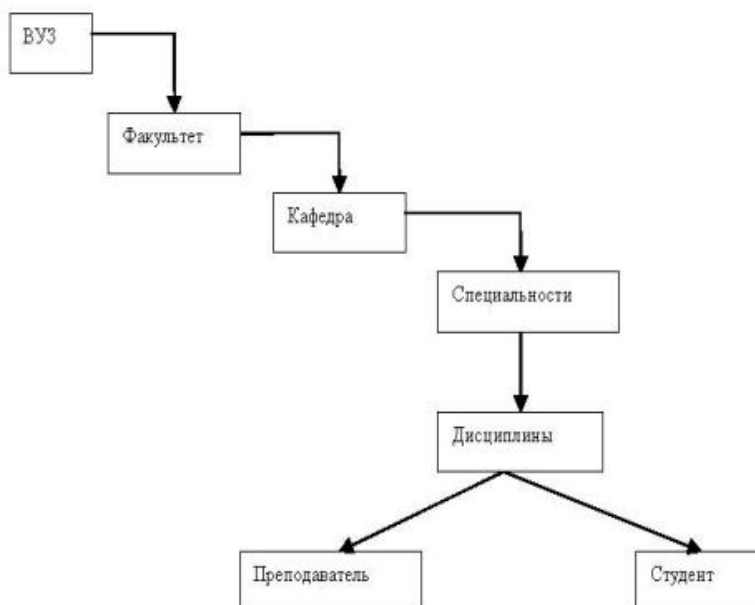 ВУЗ
Факультет
Кафедра
Специальности
Дисциплины
Преподаватель
Студент